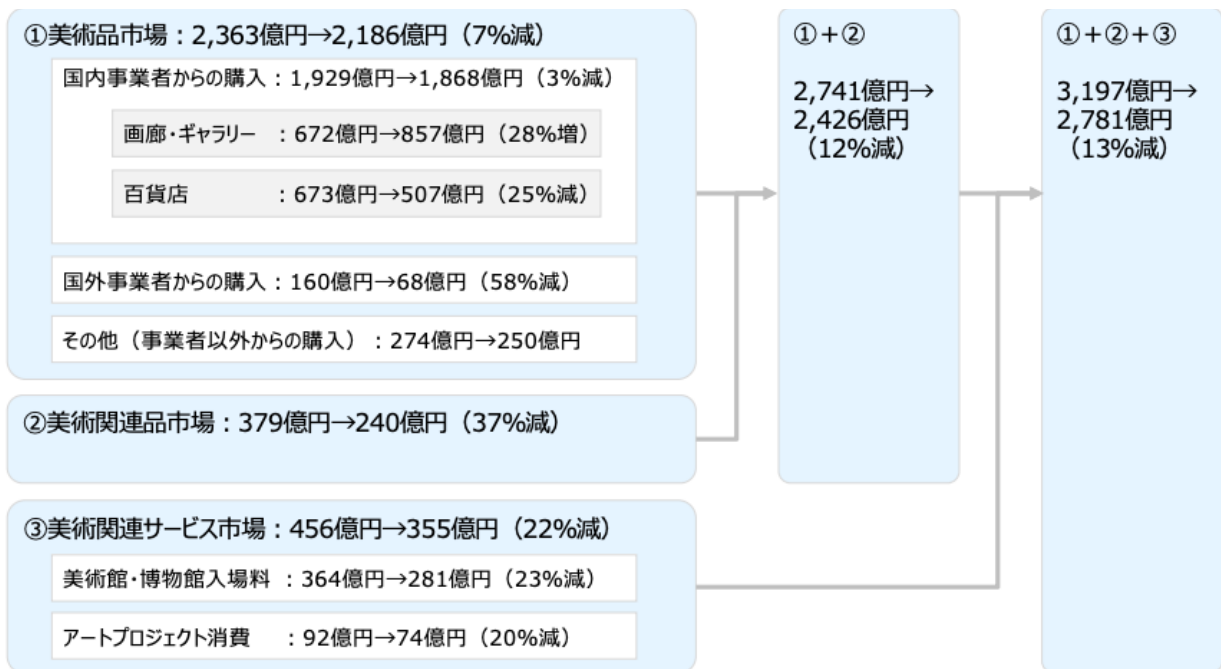 ①美術品市場：2,363億円→2,186億円（7%減）
国内事業者からの購入：1,929億円→1,868億円（3%減）
画廊・ギャラリー ：672億円→857億円（28%増）
百貨店 ：673億円→507億円（25%減）
国外事業者からの購入：160億円→68億円（58%減）
その他（事業者以外からの購入）：274億円→250億円
②美術関連品市場：379億円→240億円（37%減）
③美術関連サービス市場：456億円→355億円（22%減）
美術館・博物館入場料 ：364億円→281億円（23%減）
アートプロジェクト消費 ：92億円→74億円（20%減）
①＋②
2,741億円→
2,426億円
（12%減）
①＋②＋③
3,197億円→
2,781億円
（13%減）